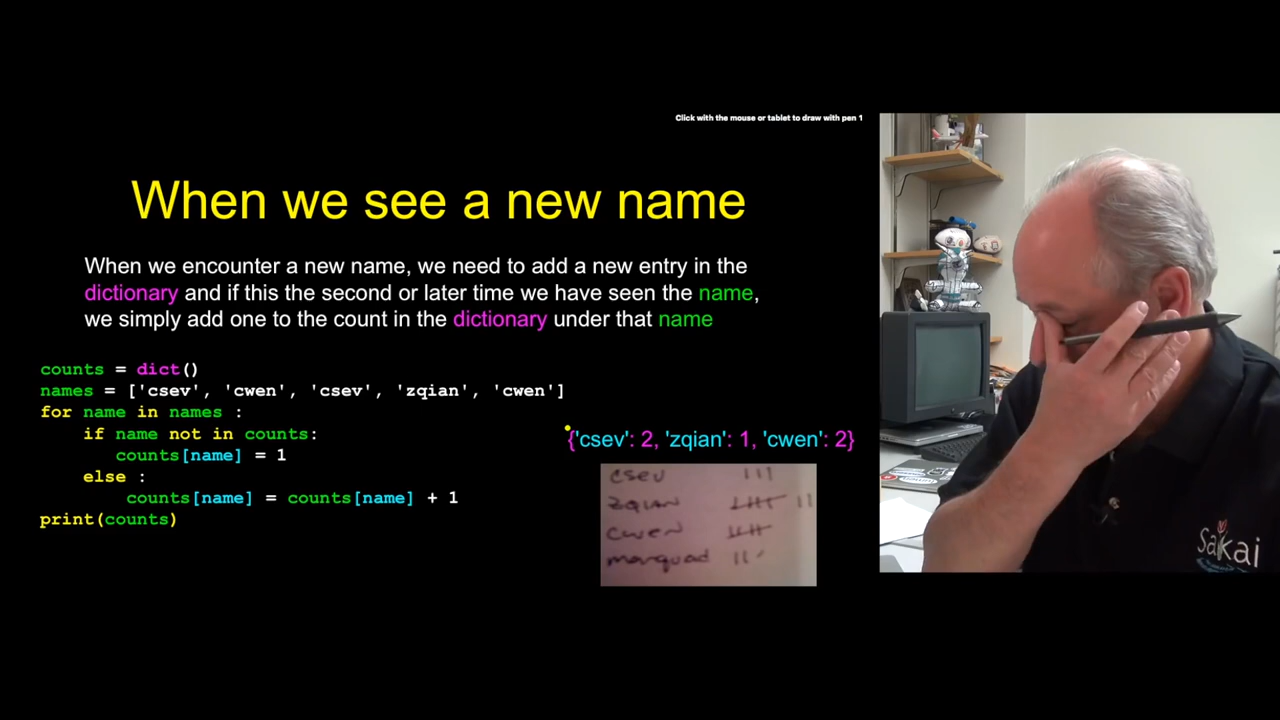 Click with the mouse or tablet to draw with pen 1
When we see a new name
When we encounter a new name, we need to add a new entry in the
dictionary and if this the second or later time we have seen the name,
we simply add one to the count in the dictionary under that name
counts = dict()
names = ['csev', 'cwen', 'csev', 'zqian', 'cwen']
for name in names :
    if name not in counts:
       counts[name] = 1
    else :
        counts[name] = counts[name] + 1
print(counts)
{'csev': 2, 'zqian': 1, 'cwen': 2}
csev
zqian
cwen
marquad
Sakai